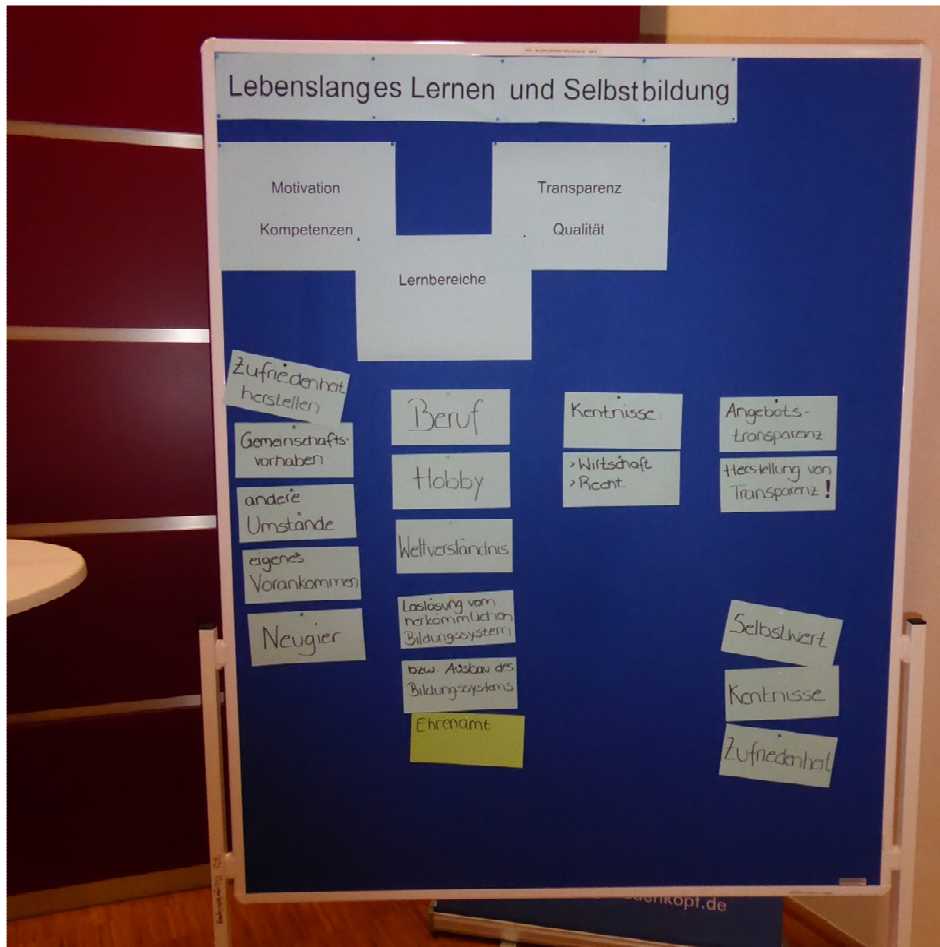 Lebenslanges Lernen und Selbstbildung
Motivation
Kompetenzen
Transparenz
Qualität
Lernbereiche
Zufriedenheit
herstellen
Gemeinschafts-
vorhaben
andere
Umstände
eigenes
Vorankommen
Neugier
Beruf
Hobby
Weltverständnis
Loslösung vom
herkömmlichen
Bildungssystem
bzw. Ausbau des
Bildungssystems
Ehrenamt
Kentnisse:
>Wirtschaft
>Recht
Angebots-
transparenz
Herstellung von
Transparenz!
Selbstwert
Kentnisse
Zufriedenheit